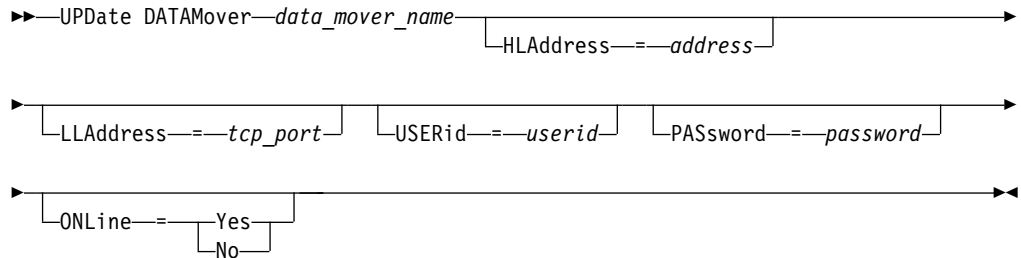 UPDate DATAMover data_mover_name
HLAddress = address
LLAddress = tcp_port USERid = userid PASsword = password
ONLine = Yes
No